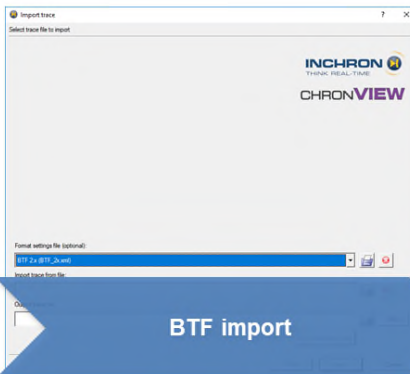 Import trace
? ×
Select trace file to import
INCHRON
THINK REAL-TIME
CHRONVIEW
Format settings file (optional):
BTF 2.x (BTF_2x.xml)
Import trace from file:
BTF import